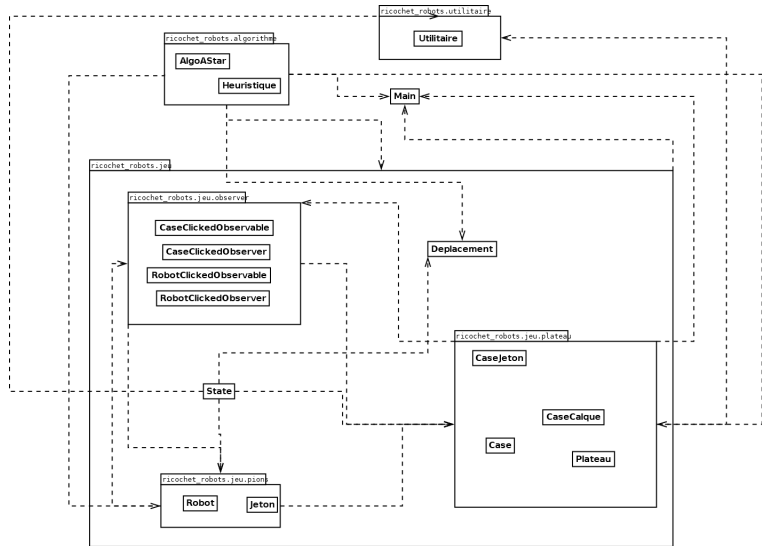 ricochet_robots.utilitaire
Utilitaire
ricochet_robots.algorithme
AlgoAStar
Heuristique
Main
ricochet_robots.jeu
ricochet_robots.jeu.observer
CaseClickedObservable
CaseClickedObserver
RobotClickedObservable
RobotClickedObserver
Deplacement
ricochet_robots.jeu.plateau
CaseJeton
State
CaseCalque
Case
Plateau
ricochet_robots.jeu.pions
Robot
Jeton